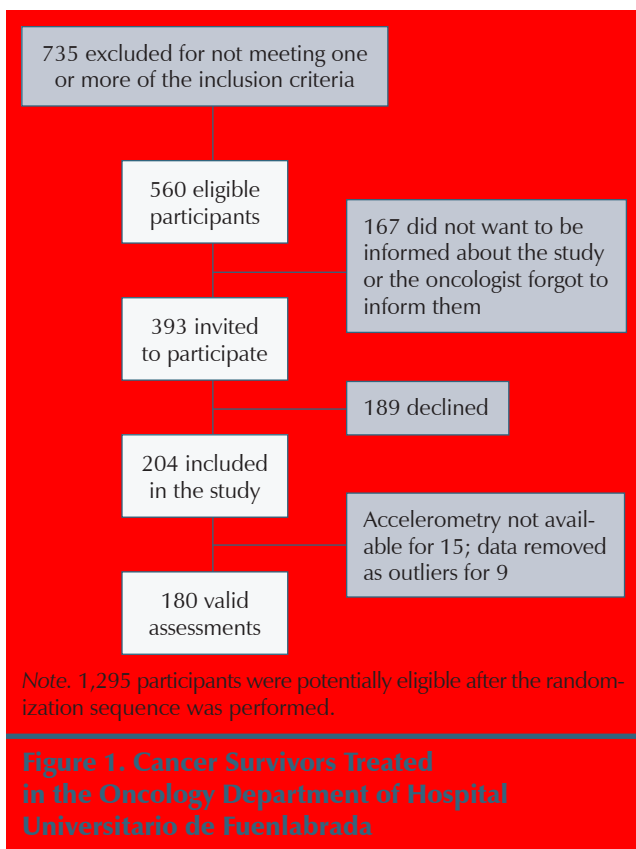 735 excluded for not meeting one
or more of the inclusion criteria
560 eligible
participants
167 did not want to be
informed about the study
or the oncologist forgot to
inform them
393 invited
to participate
189 declined
204 included
in the study
Accelerometry not avail-
able for 15; data removed
as outliers for 9
180 valid
assessments
Note. 1,295 participants were potentially eligible after the random-
ization sequence was performed.
Figure 1. Cancer Survivors Treated
in the Oncology Department of Hospital
Universitario de Fuenlabrada